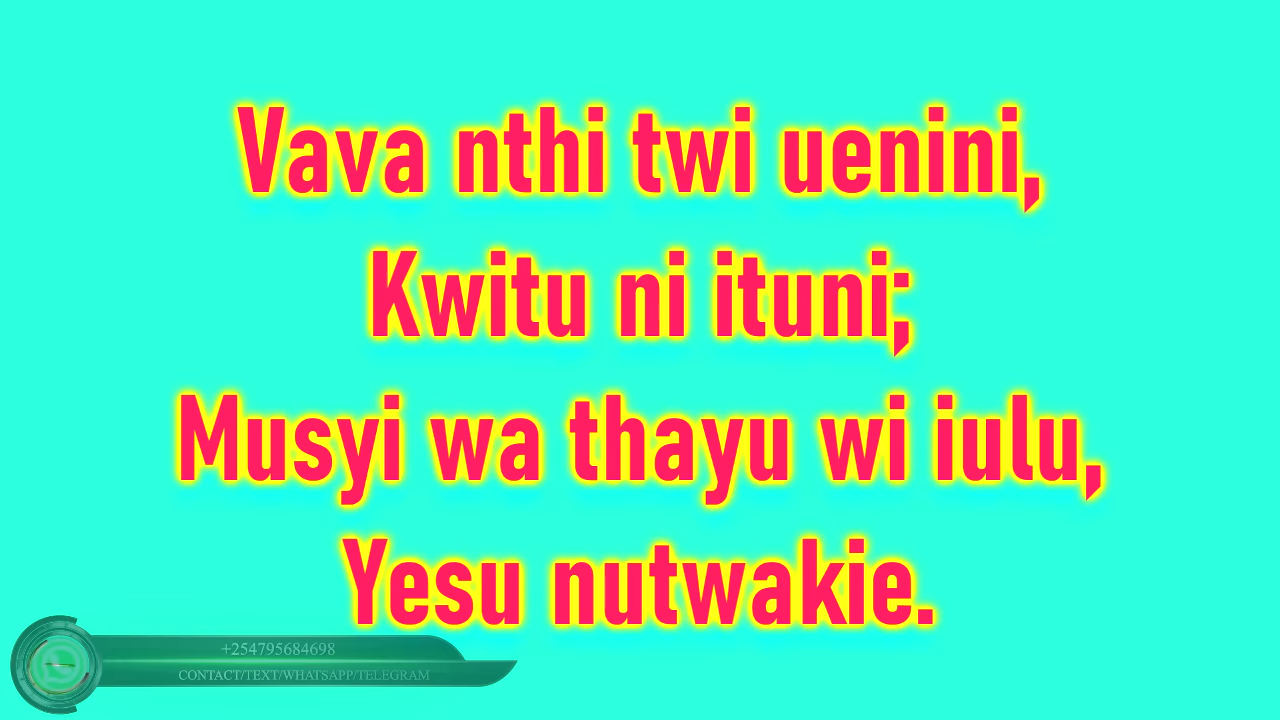 Vava nthi twi uenini,
Kwitu ni ituni;
Musyi wa thayu wi iulu,
Yesu nutwakie.
+254795684698
CONTACT/TEXT/WHATSAPP/TELEGRAM